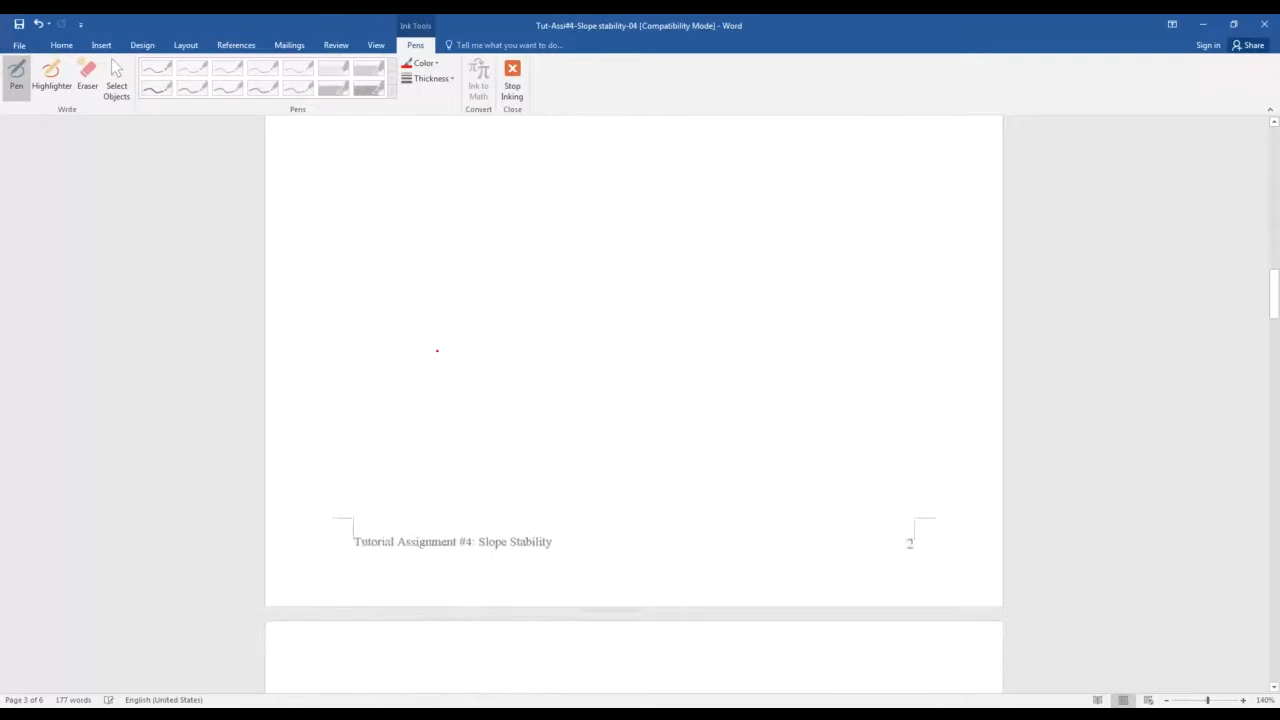 Ink Tools
Tut-Assi#4-Slope stability-04 [Compatibility Mode] - Word
File Home Insert Design Layout References Mailings Review View Pens Tell me what you want to do... Sign in Share
Pen Highlighter Eraser Select Objects
Color
Thickness
Ink to Math
Stop Inking
Write Pens Convert Close
Tutorial Assignment #4: Slope Stability 2
Page 3 of 6 177 words English (United States) 140%